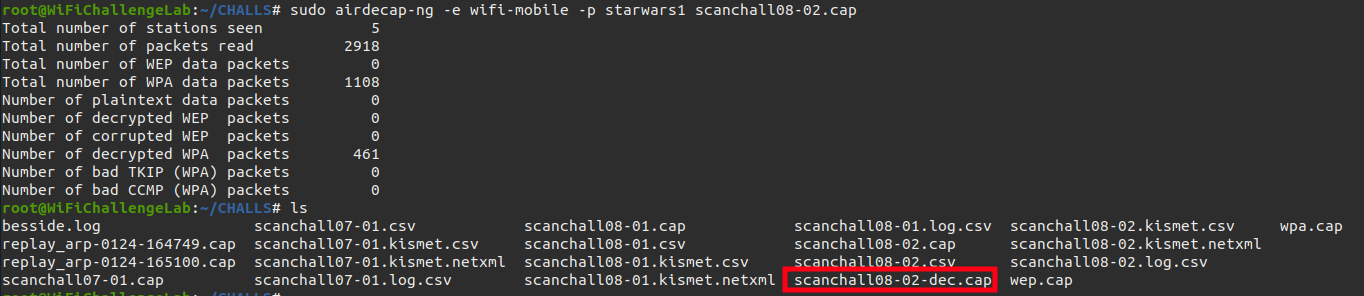 root@WiFiChallengeLab:~/CHALLS# sudo airdecap-ng -e wifi-mobile -p starwars1 scanchall08-02.cap
Total number of stations seen            5
Total number of packets read          2918
Total number of WEP data packets         0
Total number of WPA data packets      1108
Number of plaintext data packets         0
Number of decrypted WEP  packets         0
Number of corrupted WEP  packets         0
Number of decrypted WPA  packets       461
Number of bad TKIP (WPA) packets         0
Number of bad CCMP (WPA) packets         0
root@WiFiChallengeLab:~/CHALLS# ls
besside.log                 scanchall07-01.csv            scanchall08-01.cap            scanchall08-01.log.csv  scanchall08-02.kismet.csv     wpa.cap
replay_arp-0124-164749.cap  scanchall07-01.kismet.csv     scanchall08-01.csv            scanchall08-02.cap      scanchall08-02.kismet.netxml
replay_arp-0124-165100.cap  scanchall07-01.kismet.netxml  scanchall08-01.kismet.csv     scanchall08-02.csv      scanchall08-02.log.csv
scanchall07-01.cap          scanchall07-01.log.csv        scanchall08-01.kismet.netxml  scanchall08-02-dec.cap  wep.cap